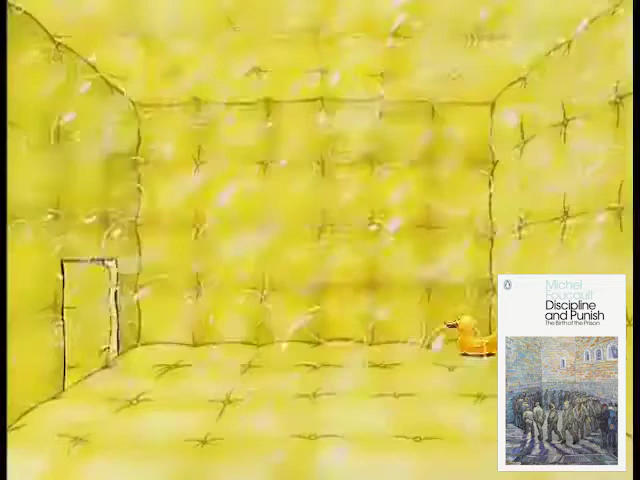 Michel
Foucault
Discipline
and Punish
The Birth of the Prison